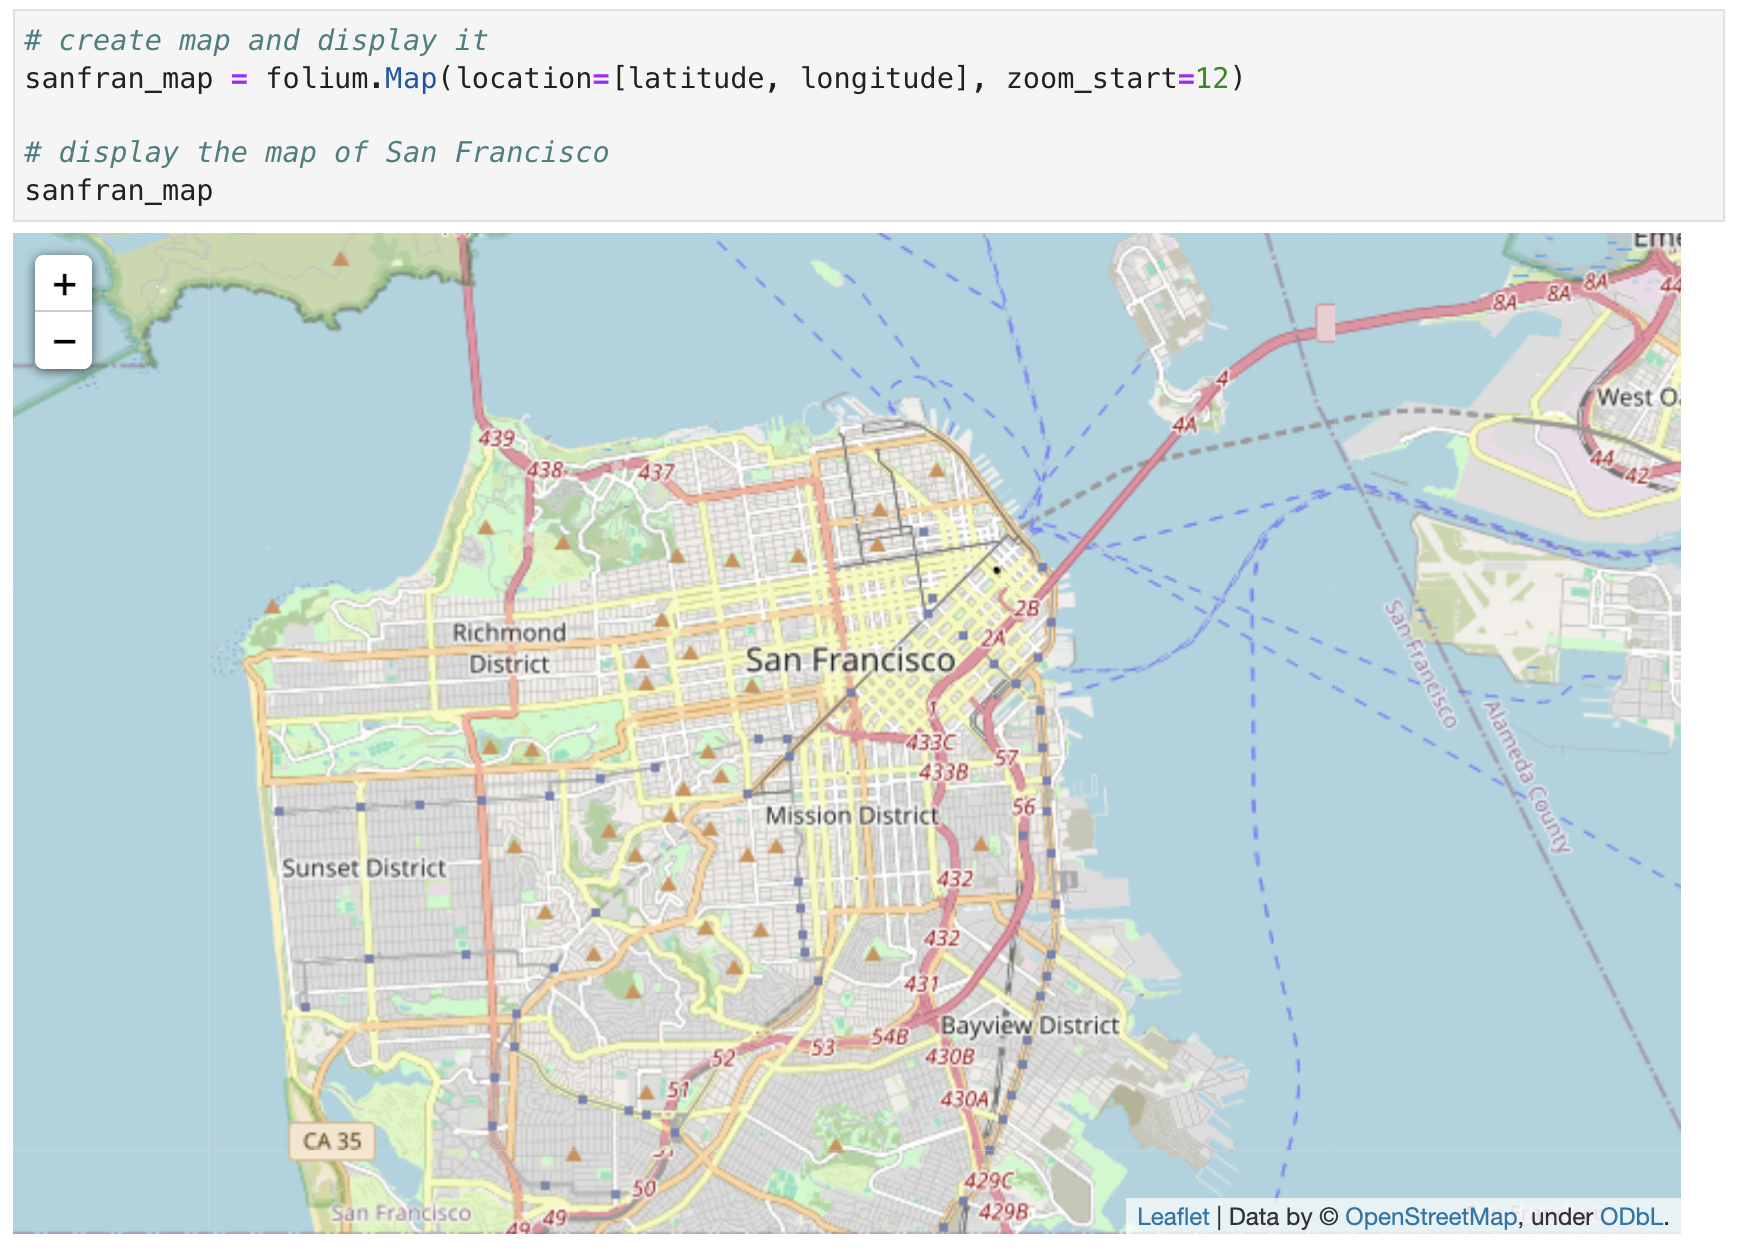 # create map and display it
sanfran_map = folium.Map(location=[latitude, longitude], zoom_start=12)
# display the map of San Francisco
sanfran_map
+
−
8A
8A
8A
44
4
West
4A
439
438
437
44
42
2B
Richmond
District
2A
San Francisco
San Francisco
1
Alameda County
433C
57
433B
56
Mission District
Sunset District
432
432
431
Bayview District
54B
53
52
430B
51
430A
CA 35
50
429C
San Francisco
49
49
429B
Leaflet | Data by © OpenStreetMap, under ODbL.